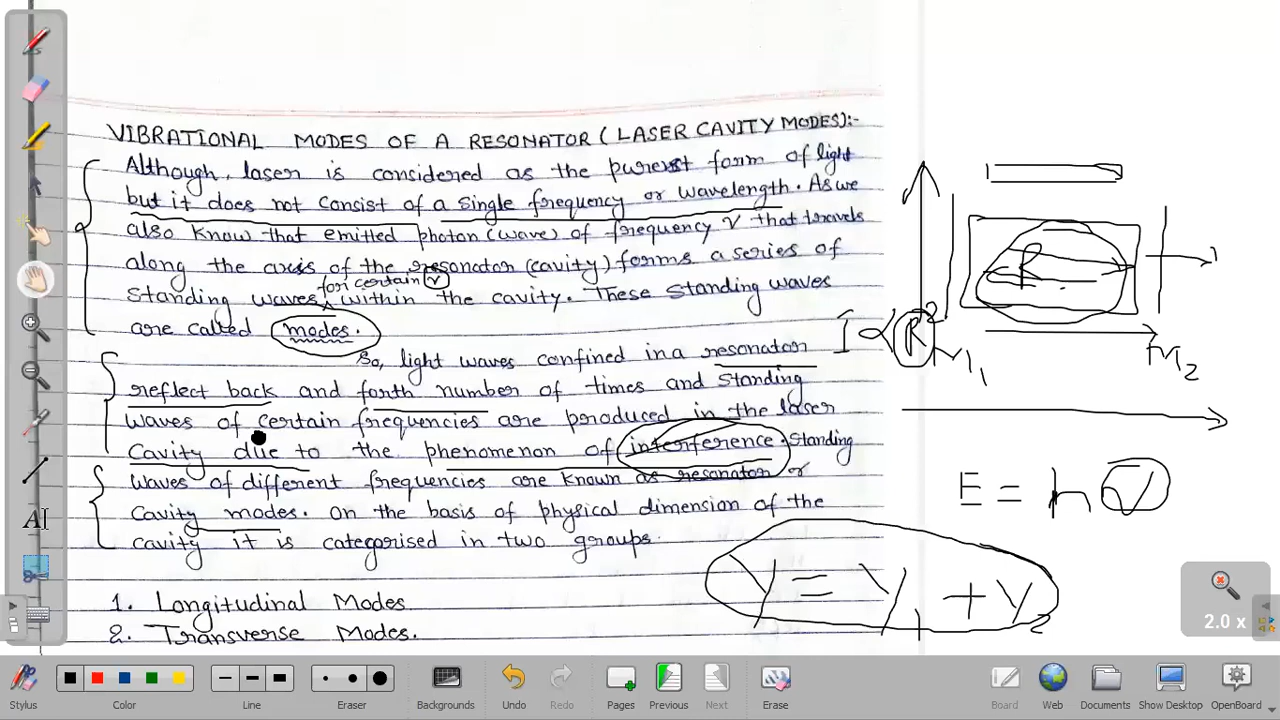 VIBRATIONAL MODES OF A RESONATOR (LASER CAVITY MODES):-
Although, laser is considered as the purest form of light
but it does not consist of a single frequency or wavelength. As we
also know that emitted photon (wave) of frequency ν that travels
along the axis of the resonator (cavity) forms a series of
for certain ν
Standing waves ^ within the cavity. These standing waves
are called modes.
So, light waves confined in a resonator
reflect back and forth number of times and standing
waves of certain frequencies are produced in the laser
Cavity due to the phenomenon of interference. Standing
waves of different frequencies are known as resonator or
Cavity modes. On the basis of physical dimension of the
cavity it is categorised in two groups.
1. Longitudinal Modes
2. Transverse Modes.
R
I ∝ R²
M1
M2
E = hν
Y = Y1 + Y2
2.0 x
Stylus
Color
Line
Eraser
Backgrounds
Undo
Redo
Pages
Previous
Next
Erase
Board
Web
Documents
Show Desktop
OpenBoard